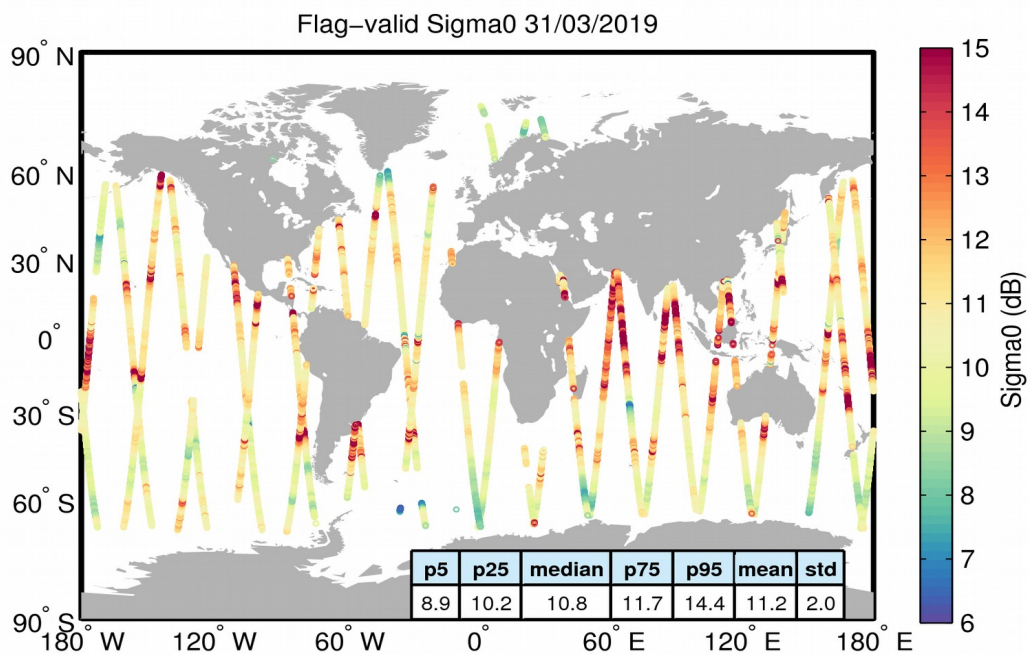 Flag−valid Sigma0 31/03/2019
90° N
60° N
30° N
0°
30° S
60° S
90° S
180° W
120° W
60° W
0°
60° E
120° E
180° E
15
14
13
12
11
10
9
8
7
6
Sigma0 (dB)
p5 p25 median p75 p95 mean std
8.9 10.2 10.8 11.7 14.4 11.2 2.0